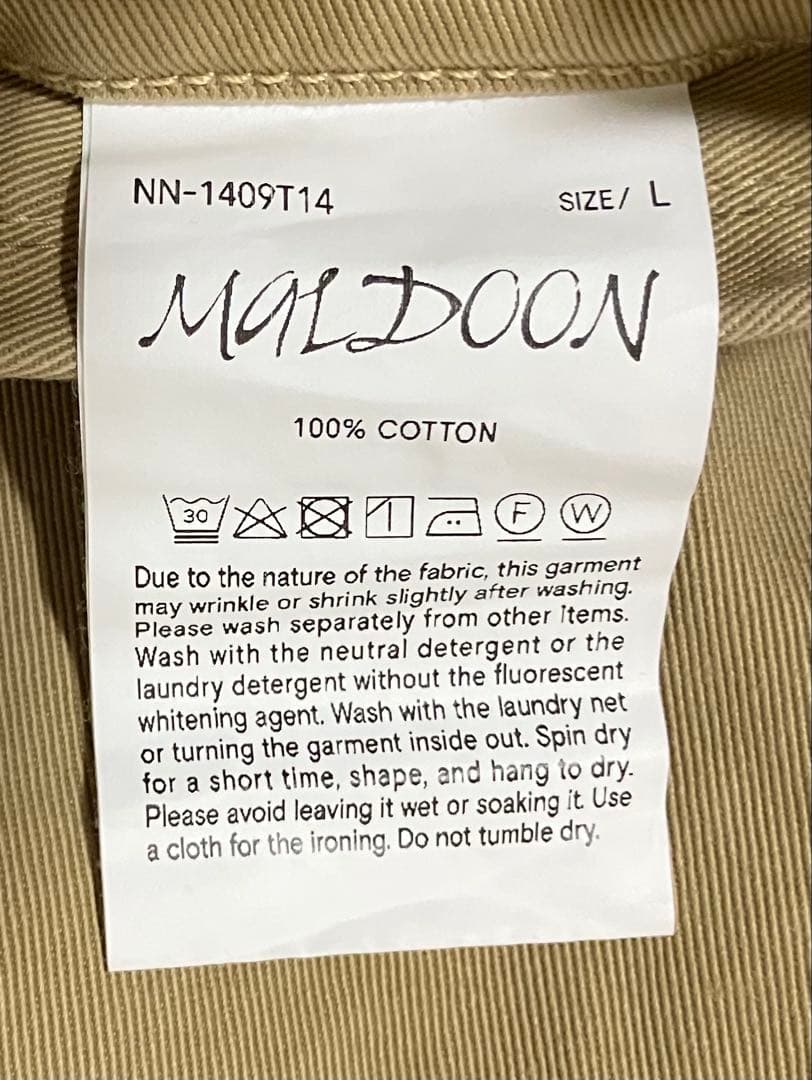 NN-1409T14 SIZE/ L
MALDOON
100% COTTON
30 F W
Due to the nature of the fabric, this garment
may wrinkle or shrink slightly after washing.
Please wash separately from other items.
Wash with the neutral detergent or the
laundry detergent without the fluorescent
whitening agent. Wash with the laundry net
or turning the garment inside out. Spin dry
for a short time, shape, and hang to dry.
Please avoid leaving it wet or soaking it. Use
a cloth for the ironing. Do not tumble dry.